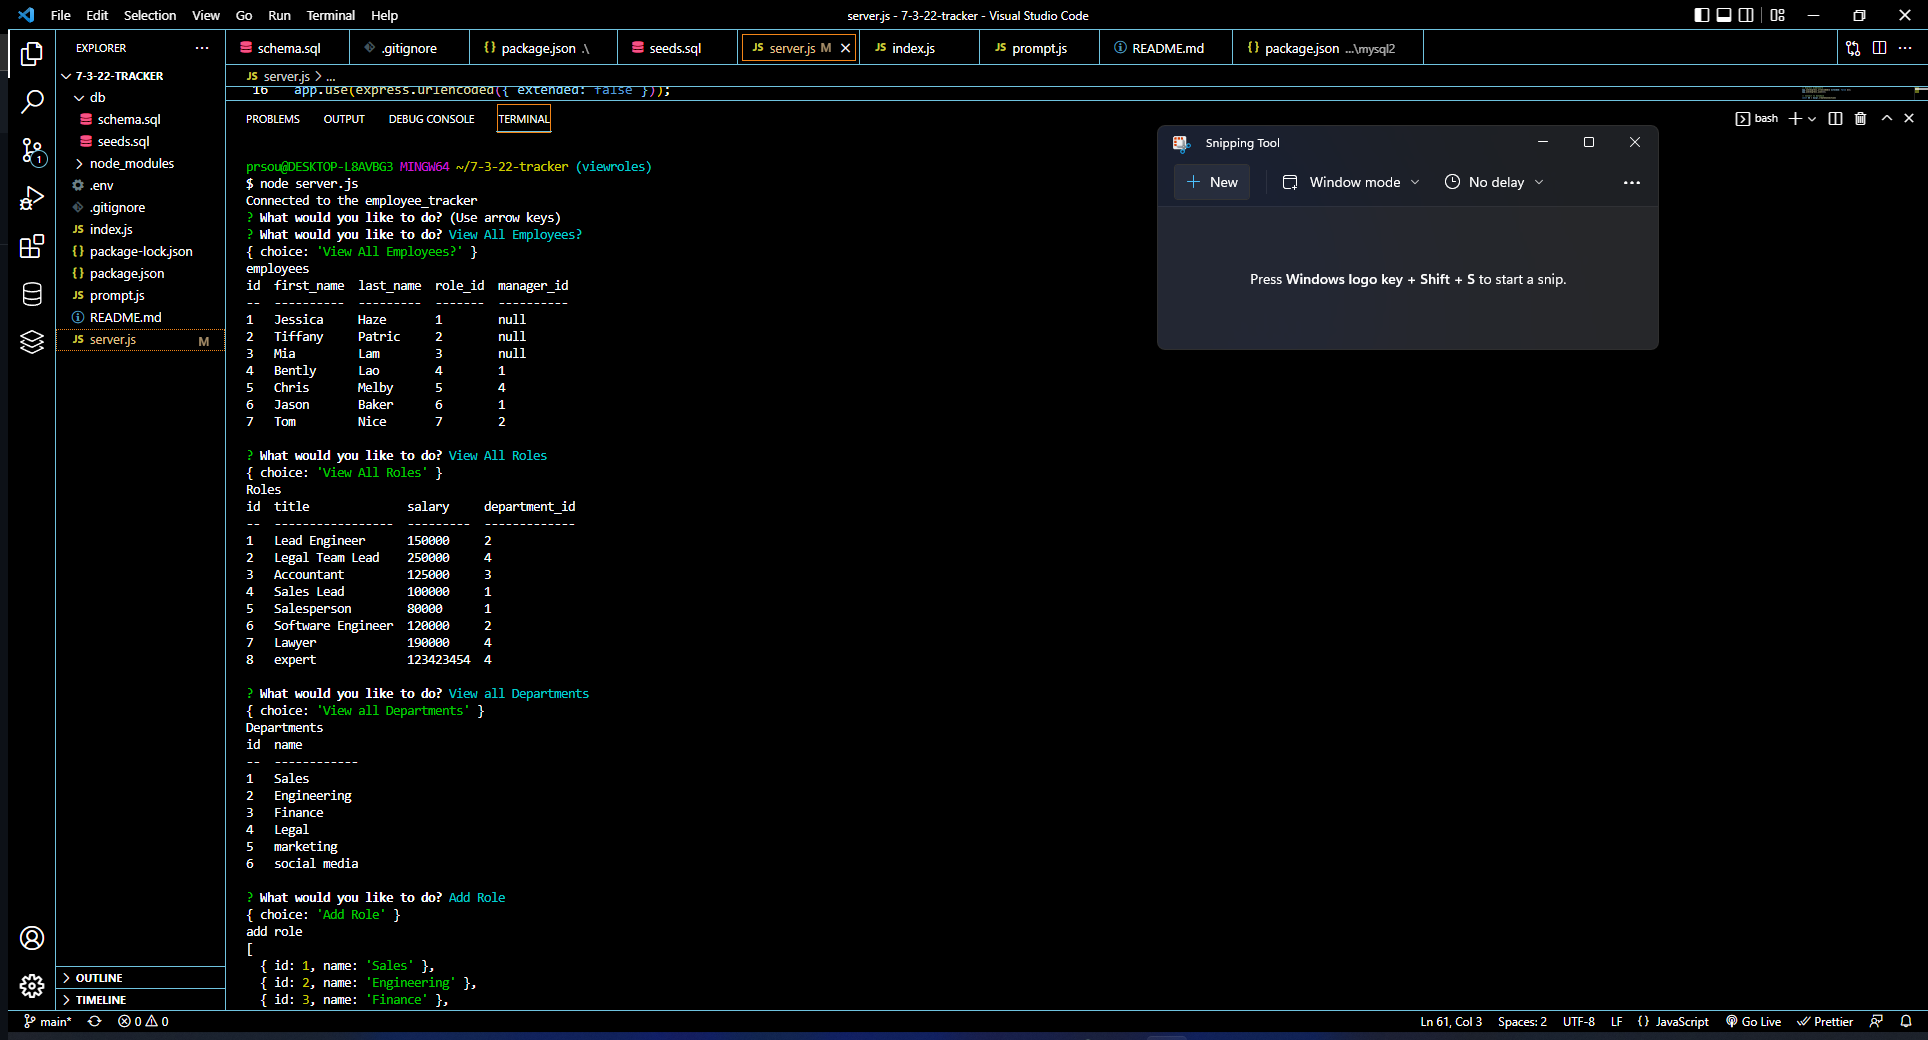 File Edit Selection View Go Run Terminal Help
server.js - 7-3-22-tracker - Visual Studio Code
EXPLORER
7-3-22-TRACKER
db
schema.sql
seeds.sql
node_modules
.env
.gitignore
index.js
package-lock.json
package.json
prompt.js
README.md
server.js M
OUTLINE
TIMELINE
schema.sql .gitignore package.json .\ seeds.sql server.js M index.js prompt.js README.md package.json ...\mysql2
JS server.js > ...
16 app.use(express.urlencoded({ extended: false }));
PROBLEMS OUTPUT DEBUG CONSOLE TERMINAL
bash
prsou@DESKTOP-L8AVBG3 MINGW64 ~/7-3-22-tracker (viewroles)
$ node server.js
Connected to the employee_tracker
? What would you like to do? (Use arrow keys)
? What would you like to do? View All Employees?
{ choice: 'View All Employees?' }
employees
id first_name last_name role_id manager_id
-- ---------- --------- ------- ----------
1 Jessica Haze 1 null
2 Tiffany Patric 2 null
3 Mia Lam 3 null
4 Bently Lao 4 1
5 Chris Melby 5 4
6 Jason Baker 6 1
7 Tom Nice 7 2
? What would you like to do? View All Roles
{ choice: 'View All Roles' }
Roles
id title salary department_id
-- ----------------- --------- -------------
1 Lead Engineer 150000 2
2 Legal Team Lead 250000 4
3 Accountant 125000 3
4 Sales Lead 100000 1
5 Salesperson 80000 1
6 Software Engineer 120000 2
7 Lawyer 190000 4
8 expert 123423454 4
? What would you like to do? View all Departments
{ choice: 'View all Departments' }
Departments
id name
-- ------------
1 Sales
2 Engineering
3 Finance
4 Legal
5 marketing
6 social media
? What would you like to do? Add Role
{ choice: 'Add Role' }
add role
[
{ id: 1, name: 'Sales' },
{ id: 2, name: 'Engineering' },
{ id: 3, name: 'Finance' },
Snipping Tool
New Window mode No delay
Press Windows logo key + Shift + S to start a snip.
main* 0 0 Ln 61, Col 3 Spaces: 2 UTF-8 LF {} JavaScript Go Live Prettier